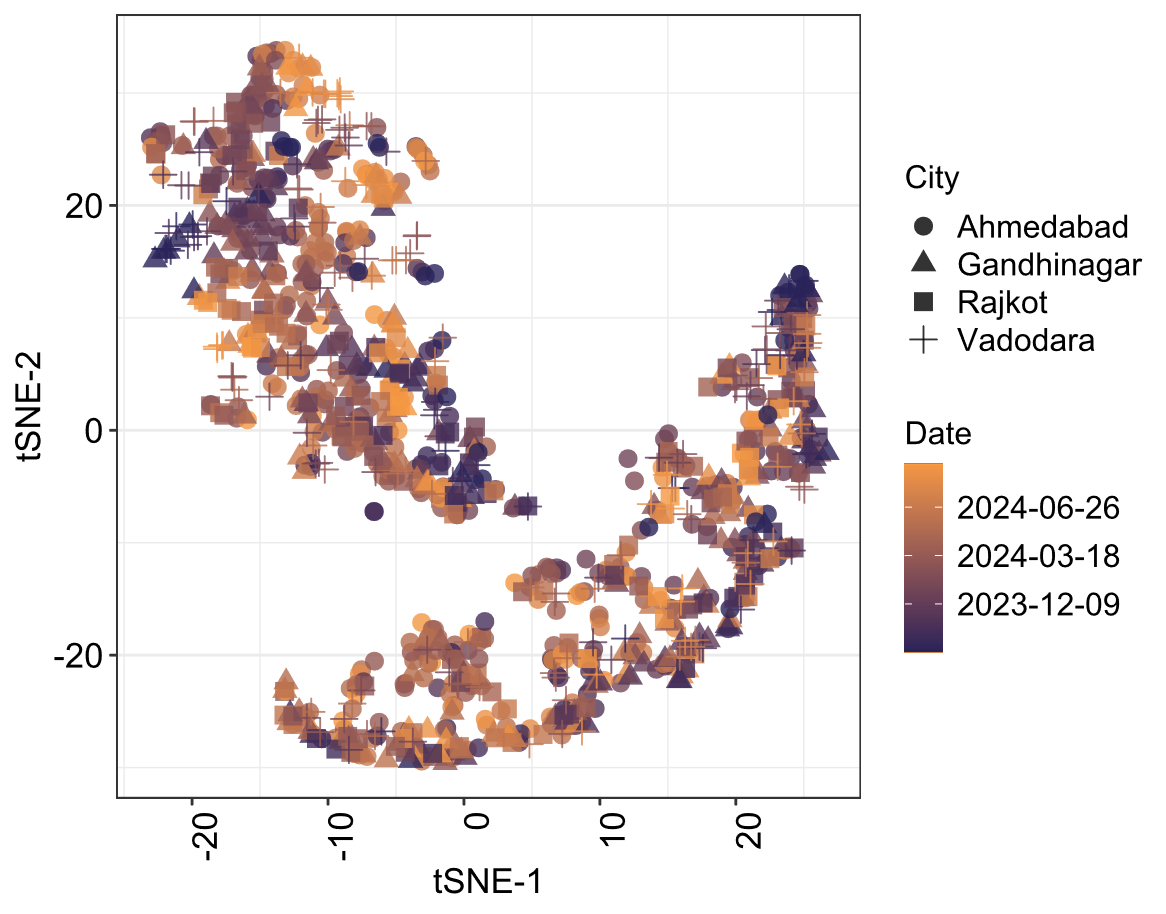 tSNE-2
20
0
-20
-20
-10
0
10
20
tSNE-1
City
Ahmedabad
Gandhinagar
Rajkot
Vadodara
Date
2024-06-26
2024-03-18
2023-12-09